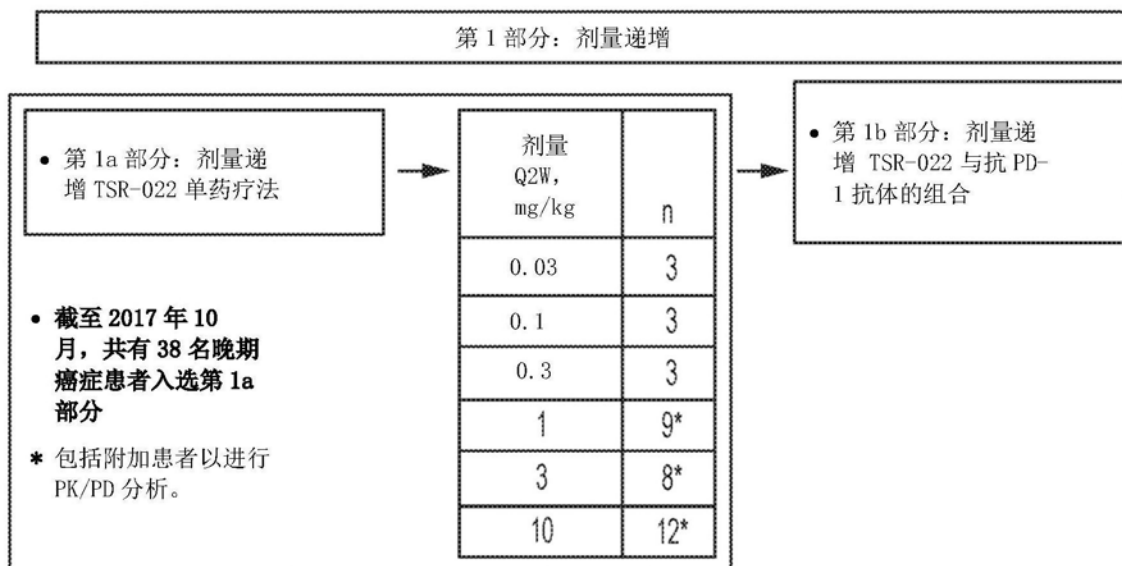 第 1 部分：剂量递增
• 第 1a 部分：剂量递
增 TSR-022 单药疗法
• 截至 2017 年 10
月，共有 38 名晚期
癌症患者入选第 1a
部分
* 包括附加患者以进行
PK/PD 分析。
剂量
Q2W,
mg/kg n
0.03 3
0.1 3
0.3 3
1 9*
3 8*
10 12*
• 第 1b 部分：剂量递
增 TSR-022 与抗 PD-
1 抗体的组合